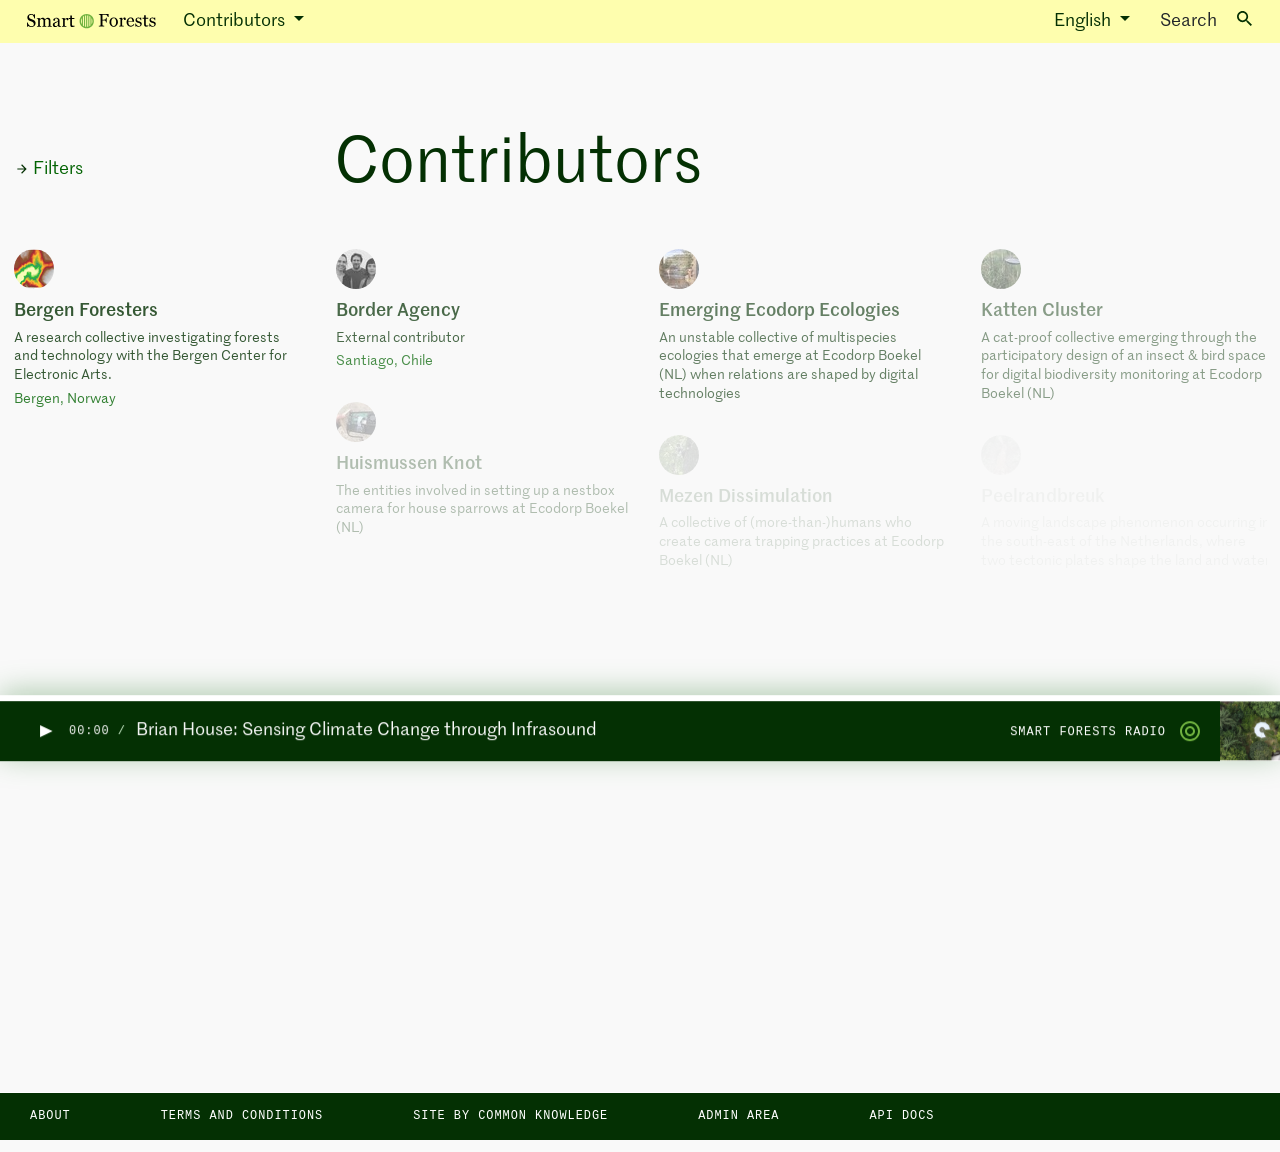 Smart Forests
Contributors
English
Search
Filters
Contributors
Bergen Foresters
A research collective investigating forests
and technology with the Bergen Center for
Electronic Arts.
Bergen, Norway
Border Agency
External contributor
Santiago, Chile
Emerging Ecodorp Ecologies
An unstable collective of multispecies
ecologies that emerge at Ecodorp Boekel
(NL) when relations are shaped by digital
technologies
Katten Cluster
A cat-proof collective emerging through the
participatory design of an insect & bird space
for digital biodiversity monitoring at Ecodorp
Boekel (NL)
Huismussen Knot
The entities involved in setting up a nestbox
camera for house sparrows at Ecodorp Boekel
(NL)
Mezen Dissimulation
A collective of (more-than-)humans who
create camera trapping practices at Ecodorp
Boekel (NL)
Peelrandbreuk
A moving landscape phenomenon occurring in
the south-east of the Netherlands, where
two tectonic plates shape the land and water.
00:00 / Brian House: Sensing Climate Change through Infrasound
SMART FORESTS RADIO
ABOUT
TERMS AND CONDITIONS
SITE BY COMMON KNOWLEDGE
ADMIN AREA
API DOCS